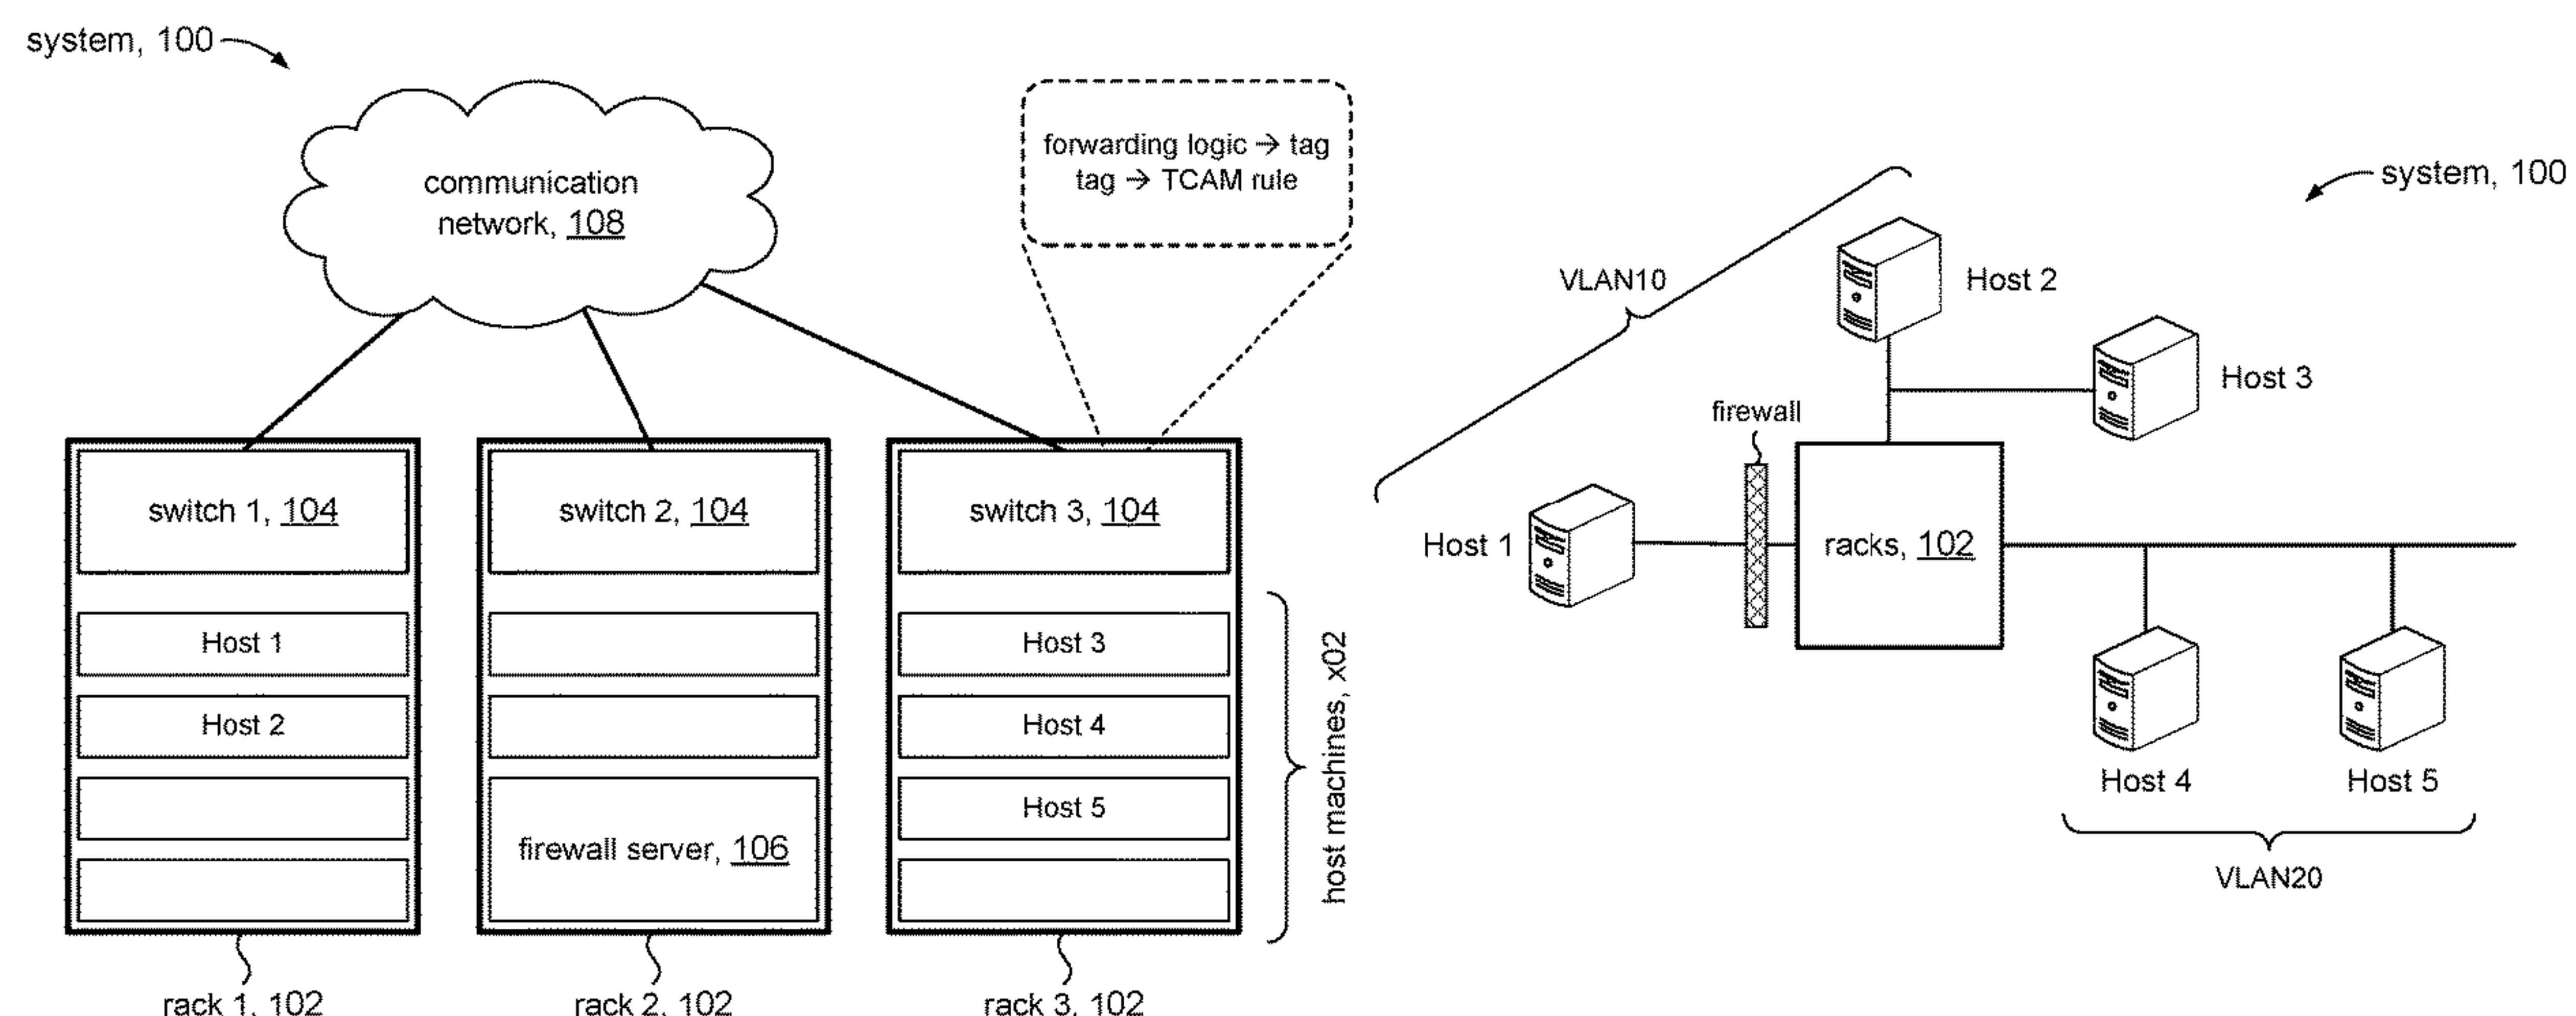 system, 100
communication
network, 108
forwarding logic → tag
tag → TCAM rule
switch 1, 104
switch 2, 104
switch 3, 104
Host 1
Host 2
firewall server, 106
Host 3
Host 4
Host 5
host machines, x02
rack 1, 102
rack 2, 102
rack 3, 102
system, 100
VLAN10
Host 2
Host 3
firewall
Host 1
racks, 102
Host 4
Host 5
VLAN20